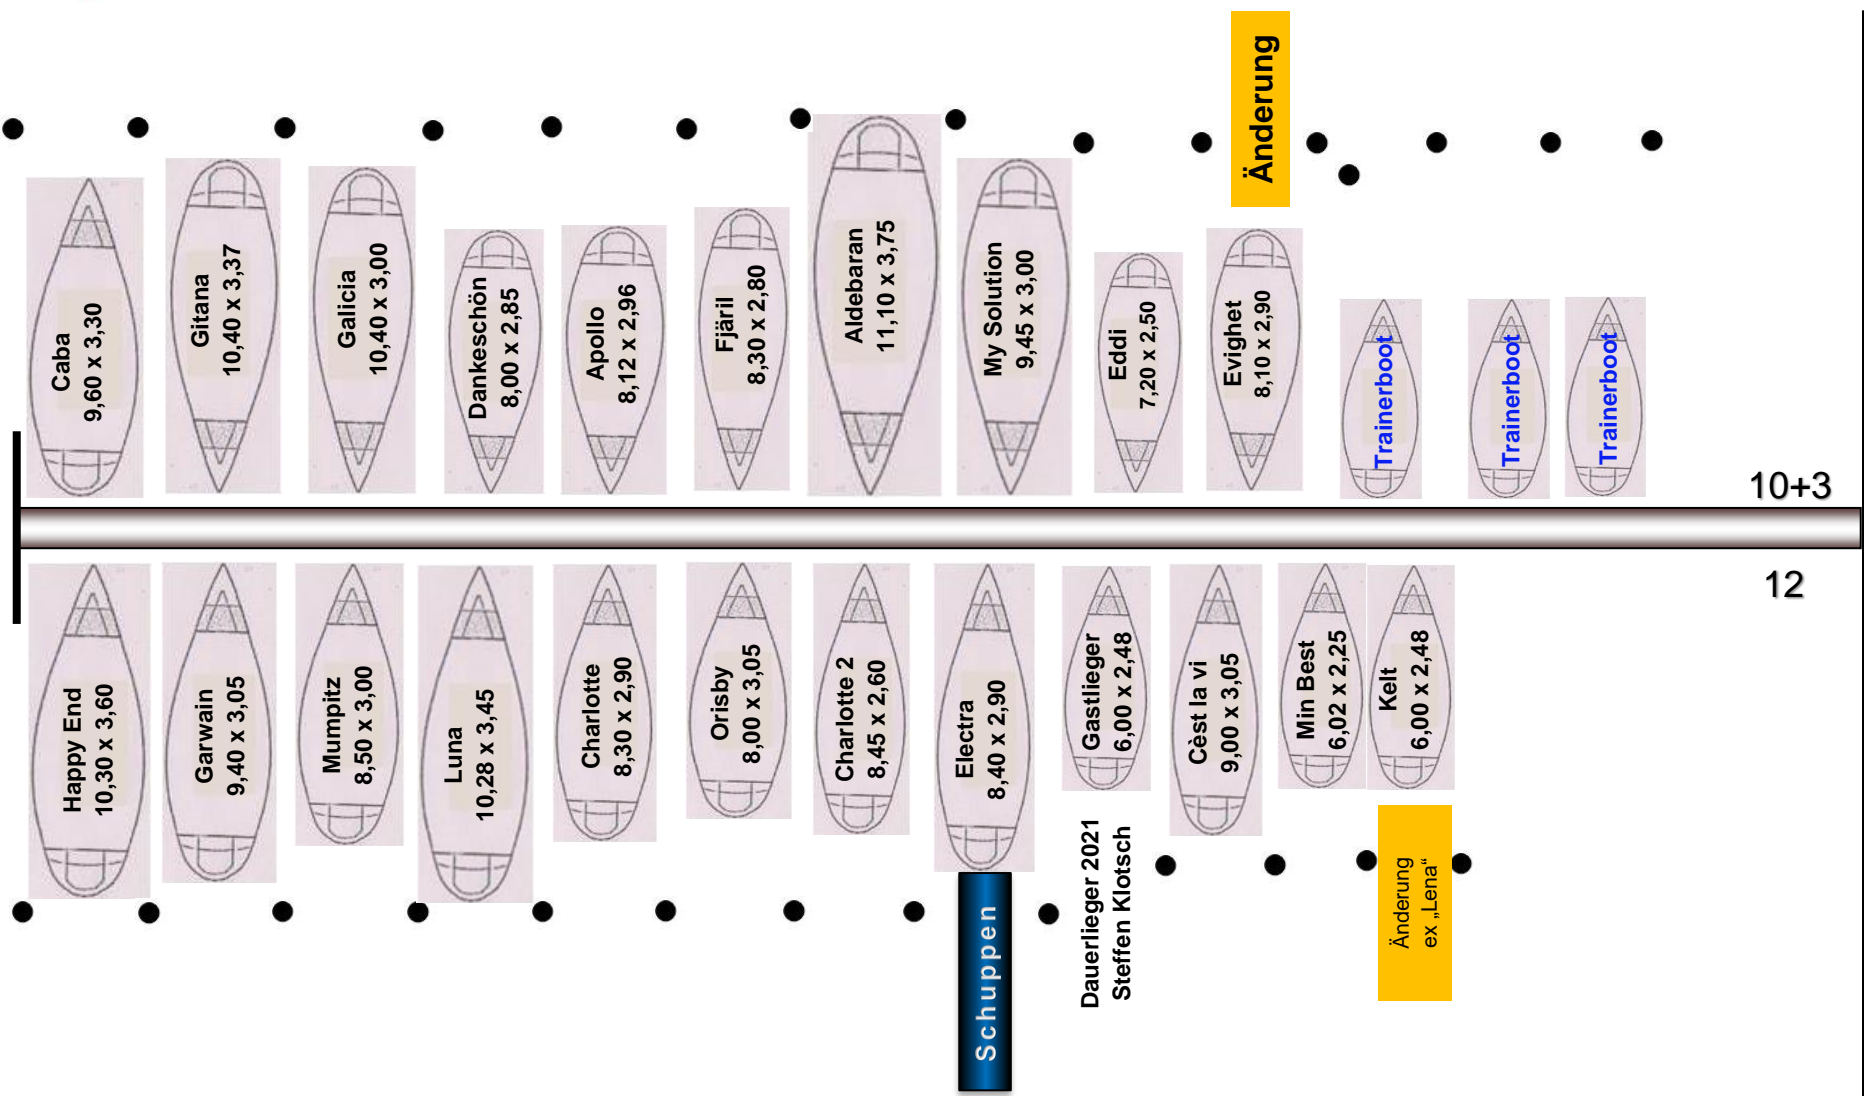 Änderung
Caba
9,60 x 3,30
Gitana
10,40 x 3,37
Galicia
10,40 x 3,00
Dankeschön
8,00 x 2,85
Apollo
8,12 x 2,96
Fjäril
8,30 x 2,80
Aldebaran
11,10 x 3,75
My Solution
9,45 x 3,00
Eddi
7,20 x 2,50
Evighet
8,10 x 2,90
Trainerboot
Trainerboot
Trainerboot
10+3
12
Happy End
10,30 x 3,60
Garwain
9,40 x 3,05
Mumpitz
8,50 x 3,00
Luna
10,28 x 3,45
Charlotte
8,30 x 2,90
Orisby
8,00 x 3,05
Charlotte 2
8,45 x 2,60
Electra
8,40 x 2,90
Gastlieger
6,00 x 2,48
Cèst la vi
9,00 x 3,05
Min Best
6,02 x 2,25
Kelt
6,00 x 2,48
Schuppen
Dauerlieger 2021
Steffen Klotsch
Änderung
ex „Lena“